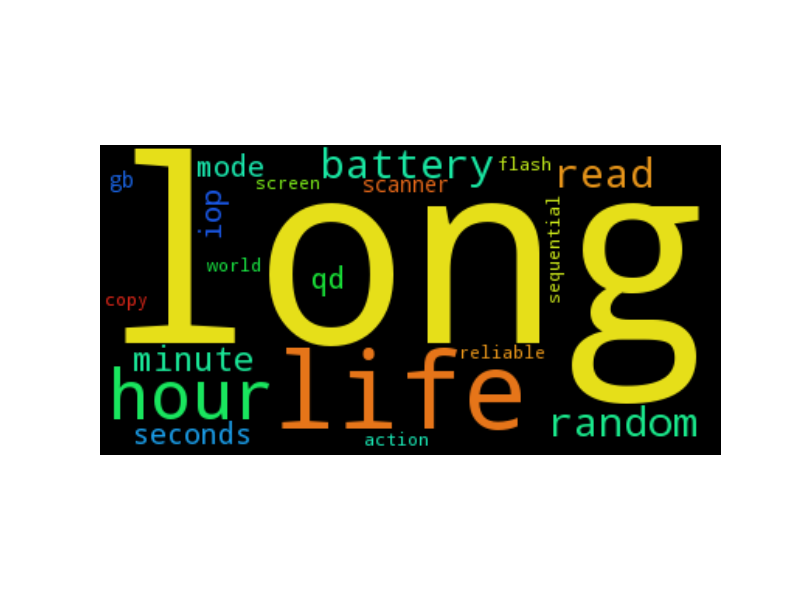 battery
flash
mode
read
gb
screen
scanner
iop
long
sequential
world
qd
copy
minute
reliable
life
hour
random
seconds
action